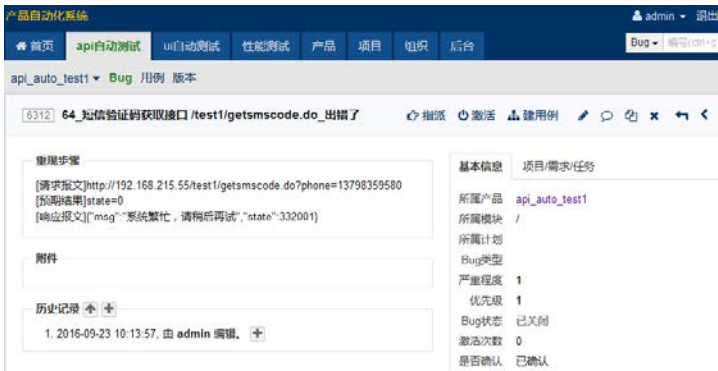 产品自动化系统 admin 退出
首页 api自动测试 ui自动测试 性能测试 产品 项目 组织 后台 Bug 编号(ctrl+g
api_auto_test1 Bug 用例 版本
6312 64_短信验证码获取接口 /test1/getsmscode.do_出错了 指派 激活 建用例
重现步骤
[请求报文]http://192.168.215.55/test1/getsmscode.do?phone=13798359580
[预期结果]state=0
[响应报文]{"msg":"系统繁忙，请稍后再试","state":332001}
附件
历史记录
1. 2016-09-23 10:13:57, 由 admin 编辑。
基本信息 项目/需求/任务
所属产品 api_auto_test1
所属模块 /
所属计划
Bug类型
严重程度 1
优先级 1
Bug状态 已关闭
激活次数 0
是否确认 已确认